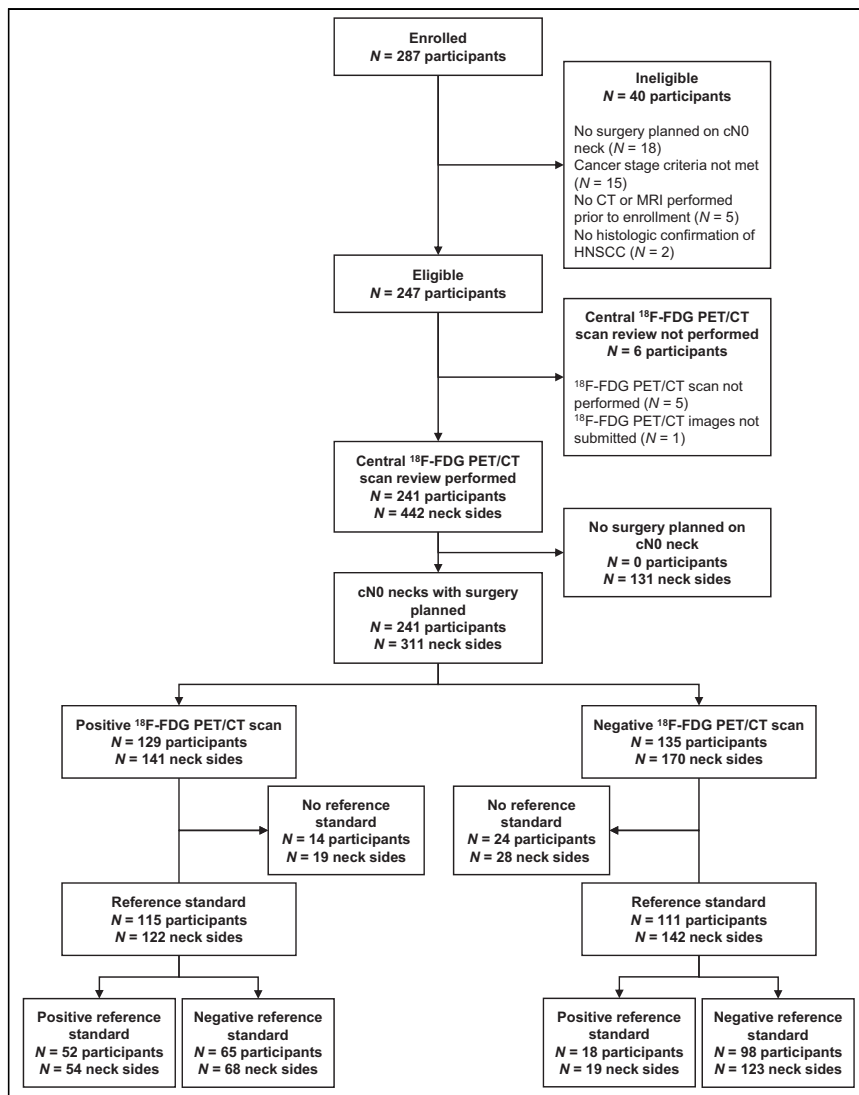 Enrolled
N = 287 participants
Ineligible
N = 40 participants
No surgery planned on cN0
neck (N = 18)
Cancer stage criteria not met
(N = 15)
No CT or MRI performed
prior to enrollment (N = 5)
No histologic confirmation of
HNSCC (N = 2)
Eligible
N = 247 participants
Central ¹⁸F-FDG PET/CT
scan review not performed
N = 6 participants
¹⁸F-FDG PET/CT scan not
performed (N = 5)
¹⁸F-FDG PET/CT images not
submitted (N = 1)
Central ¹⁸F-FDG PET/CT
scan review performed
N = 241 participants
N = 442 neck sides
No surgery planned on
cN0 neck
N = 0 participants
N = 131 neck sides
cN0 necks with surgery
planned
N = 241 participants
N = 311 neck sides
Positive ¹⁸F-FDG PET/CT scan
N = 129 participants
N = 141 neck sides
Negative ¹⁸F-FDG PET/CT scan
N = 135 participants
N = 170 neck sides
No reference
standard
N = 14 participants
N = 19 neck sides
No reference
standard
N = 24 participants
N = 28 neck sides
Reference standard
N = 115 participants
N = 122 neck sides
Reference standard
N = 111 participants
N = 142 neck sides
Positive reference
standard
N = 52 participants
N = 54 neck sides
Negative reference
standard
N = 65 participants
N = 68 neck sides
Positive reference
standard
N = 18 participants
N = 19 neck sides
Negative reference
standard
N = 98 participants
N = 123 neck sides